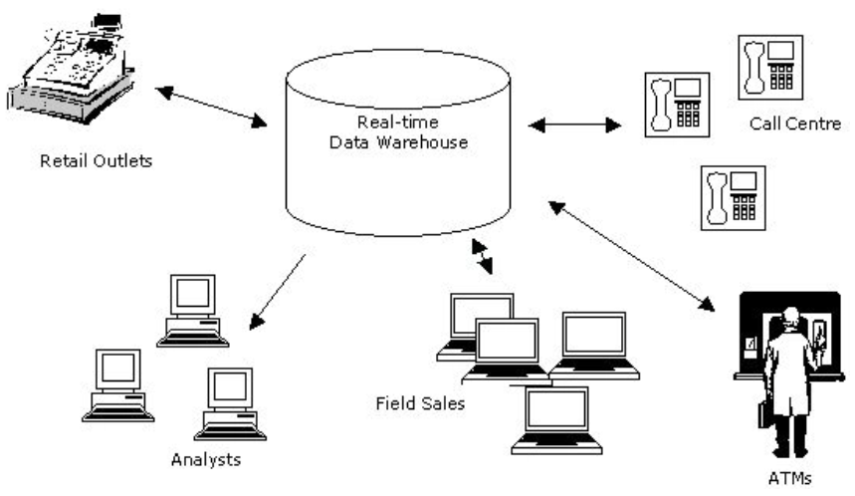 Real-time
Data Warehouse
Retail Outlets
Call Centre
Field Sales
Analysts
ATMs